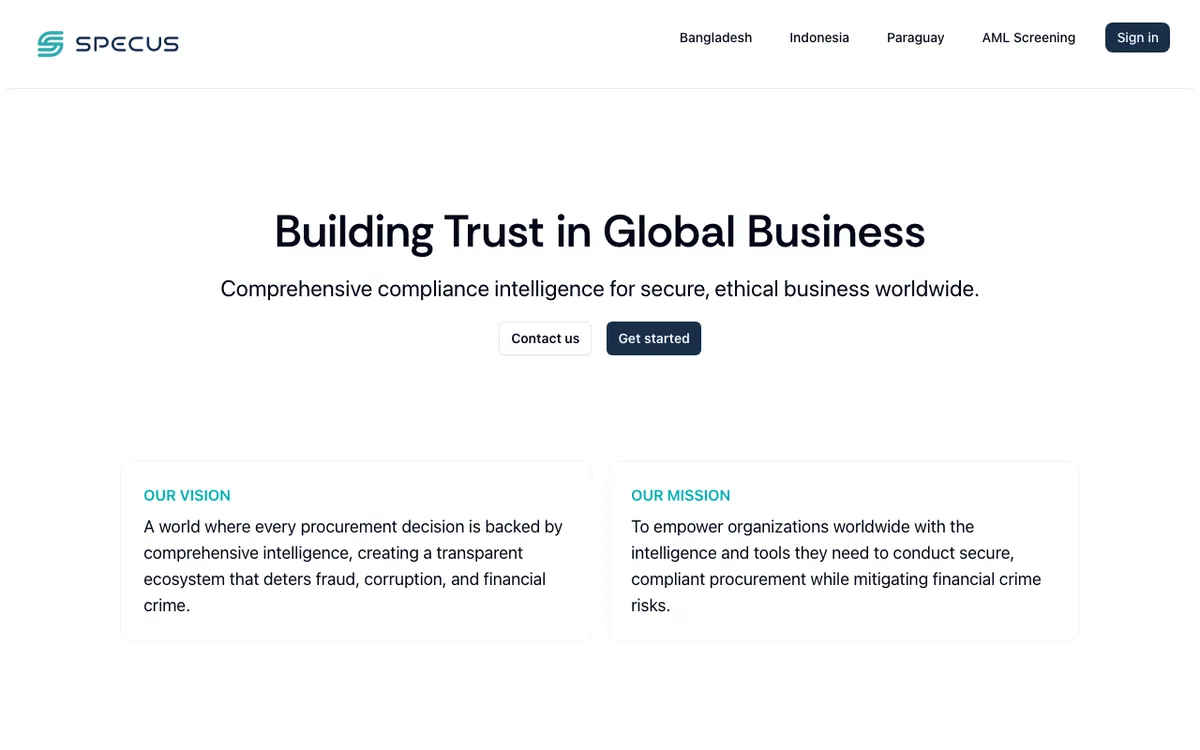 SPECUS
Bangladesh
Indonesia
Paraguay
AML Screening
Sign in
Building Trust in Global Business
Comprehensive compliance intelligence for secure, ethical business worldwide.
Contact us
Get started
OUR VISION
A world where every procurement decision is backed by
comprehensive intelligence, creating a transparent
ecosystem that deters fraud, corruption, and financial
crime.
OUR MISSION
To empower organizations worldwide with the
intelligence and tools they need to conduct secure,
compliant procurement while mitigating financial crime
risks.